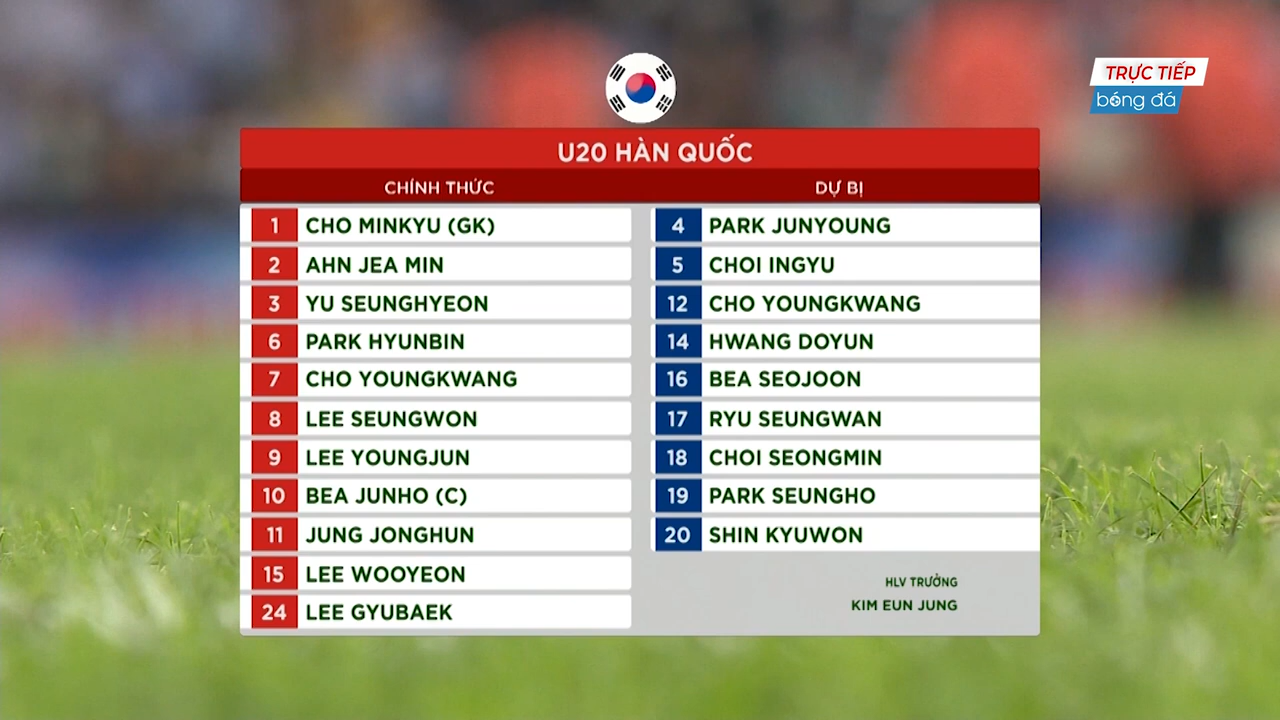 TRỰC TIẾP
bóng đá
U20 HÀN QUỐC
CHÍNH THỨC
1 CHO MINKYU (GK)
2 AHN JEA MIN
3 YU SEUNGHYEON
6 PARK HYUNBIN
7 CHO YOUNGKWANG
8 LEE SEUNGWON
9 LEE YOUNGJUN
10 BEA JUNHO (C)
11 JUNG JONGHUN
15 LEE WOOYEON
24 LEE GYUBAEK
DỰ BỊ
4 PARK JUNYOUNG
5 CHOI INGYU
12 CHO YOUNGKWANG
14 HWANG DOYUN
16 BEA SEOJOON
17 RYU SEUNGWAN
18 CHOI SEONGMIN
19 PARK SEUNGHO
20 SHIN KYUWON
HLV TRƯỞNG
KIM EUN JUNG